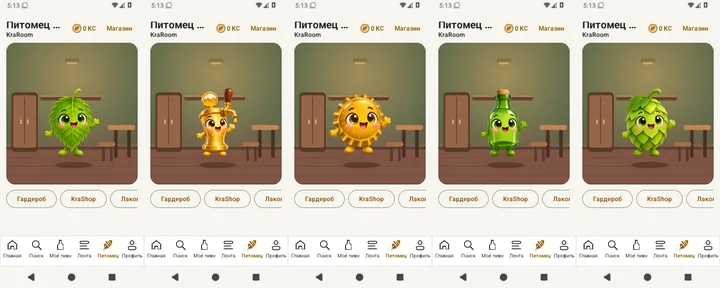 5:13
Питомец ...
KraRoom
0 КС
Магазин
Гардероб
KraShop
Лако
Главная
Поиск
Моё пиво
Лента
Питомец
Профиль
5:13
Питомец ...
KraRoom
0 КС
Магазин
Гардероб
KraShop
Лако
Главная
Поиск
Моё пиво
Лента
Питомец
Профиль
5:13
Питомец ...
KraRoom
0 КС
Магазин
Гардероб
KraShop
Лако
Главная
Поиск
Моё пиво
Лента
Питомец
Профиль
5:13
Питомец ...
KraRoom
0 КС
Магазин
Гардероб
KraShop
Лако
Главная
Поиск
Моё пиво
Лента
Питомец
Профиль
5:13
Питомец ...
KraRoom
0 КС
Магазин
Гардероб
KraShop
Лако
Главная
Поиск
Моё пиво
Лента
Питомец
Профиль